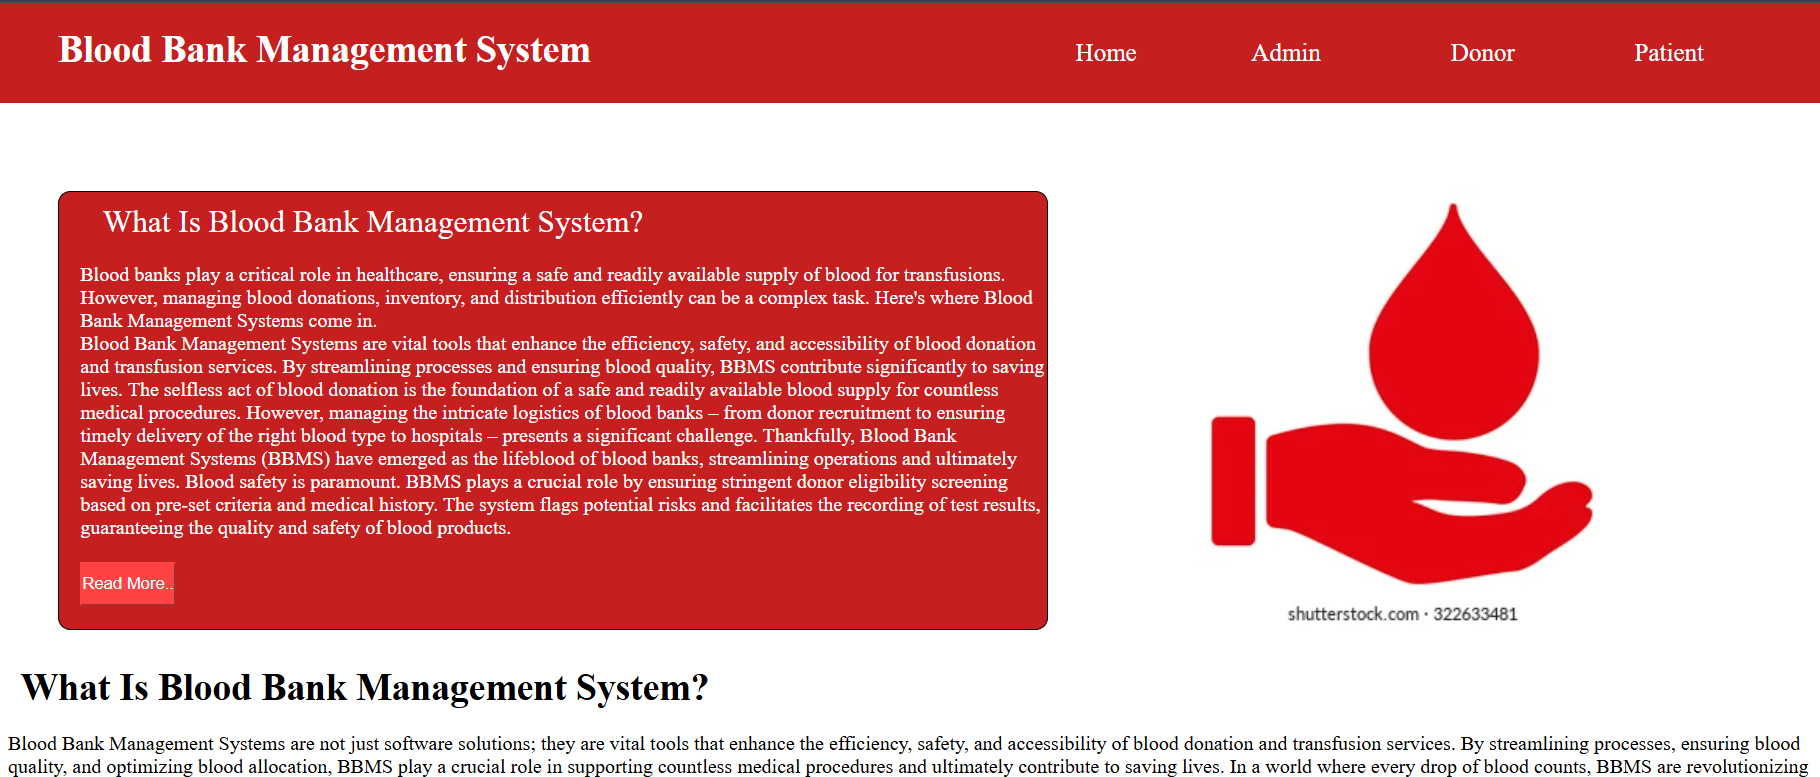 Blood Bank Management System
Home Admin Donor Patient
What Is Blood Bank Management System?
Blood banks play a critical role in healthcare, ensuring a safe and readily available supply of blood for transfusions.
However, managing blood donations, inventory, and distribution efficiently can be a complex task. Here's where Blood
Bank Management Systems come in.
Blood Bank Management Systems are vital tools that enhance the efficiency, safety, and accessibility of blood donation
and transfusion services. By streamlining processes and ensuring blood quality, BBMS contribute significantly to saving
lives. The selfless act of blood donation is the foundation of a safe and readily available blood supply for countless
medical procedures. However, managing the intricate logistics of blood banks – from donor recruitment to ensuring
timely delivery of the right blood type to hospitals – presents a significant challenge. Thankfully, Blood Bank
Management Systems (BBMS) have emerged as the lifeblood of blood banks, streamlining operations and ultimately
saving lives. Blood safety is paramount. BBMS plays a crucial role by ensuring stringent donor eligibility screening
based on pre-set criteria and medical history. The system flags potential risks and facilitates the recording of test results,
guaranteeing the quality and safety of blood products.
Read More..
shutterstock.com · 322633481
What Is Blood Bank Management System?
Blood Bank Management Systems are not just software solutions; they are vital tools that enhance the efficiency, safety, and accessibility of blood donation and transfusion services. By streamlining processes, ensuring blood
quality, and optimizing blood allocation, BBMS play a crucial role in supporting countless medical procedures and ultimately contribute to saving lives. In a world where every drop of blood counts, BBMS are revolutionizing